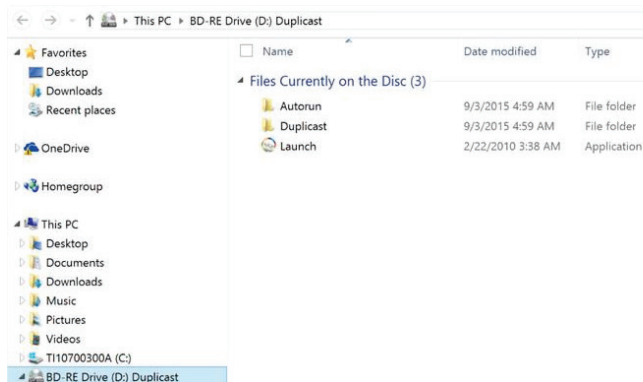 This PC BD-RE Drive (D:) Duplicast
Favorites
Desktop
Downloads
Recent places
OneDrive
Homegroup
This PC
Desktop
Documents
Downloads
Music
Pictures
Videos
TI10700300A (C:)
BD-RE Drive (D:) Duplicast
Name Date modified Type
Files Currently on the Disc (3)
Autorun 9/3/2015 4:59 AM File folder
Duplicast 9/3/2015 4:59 AM File folder
Launch 2/22/2010 3:38 AM Application